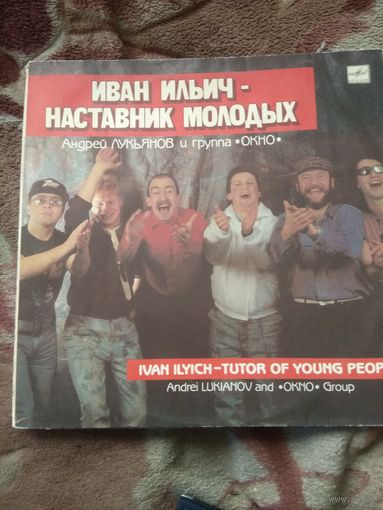 ИВАН ИЛЬИЧ -
НАСТАВНИК МОЛОДЫХ
Андрей ЛУКЬЯНОВ и группа •ОКНО•
IVAN ILYICH – TUTOR OF YOUNG PEOP
Andrei LUKIANOV and •OKNO• Group